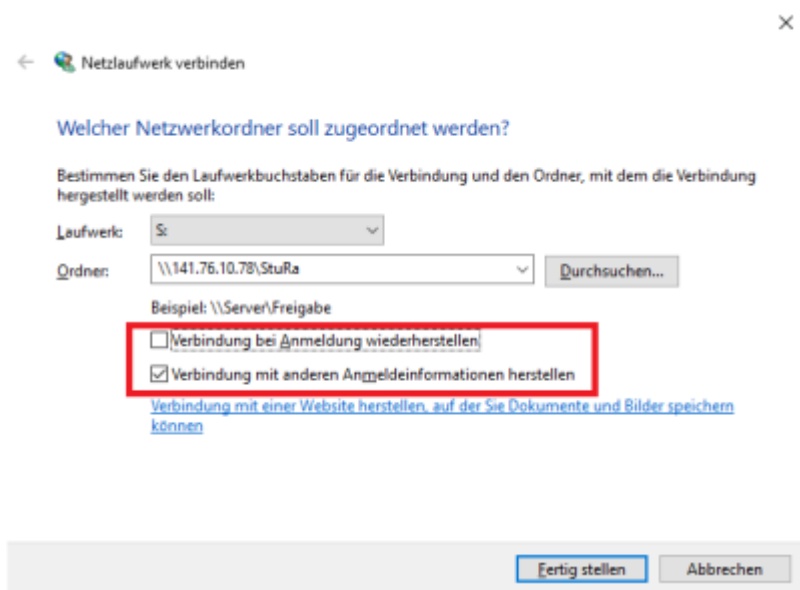 Netzlaufwerk verbinden
Welcher Netzwerkordner soll zugeordnet werden?
Bestimmen Sie den Laufwerkbuchstaben für die Verbindung und den Ordner, mit dem die Verbindung
hergestellt werden soll:
Laufwerk: S:
Ordner: \\141.76.10.78\StuRa Durchsuchen...
Beispiel: \\Server\Freigabe
Verbindung bei Anmeldung wiederherstellen
Verbindung mit anderen Anmeldeinformationen herstellen
Verbindung mit einer Website herstellen, auf der Sie Dokumente und Bilder speichern
können
Fertig stellen Abbrechen